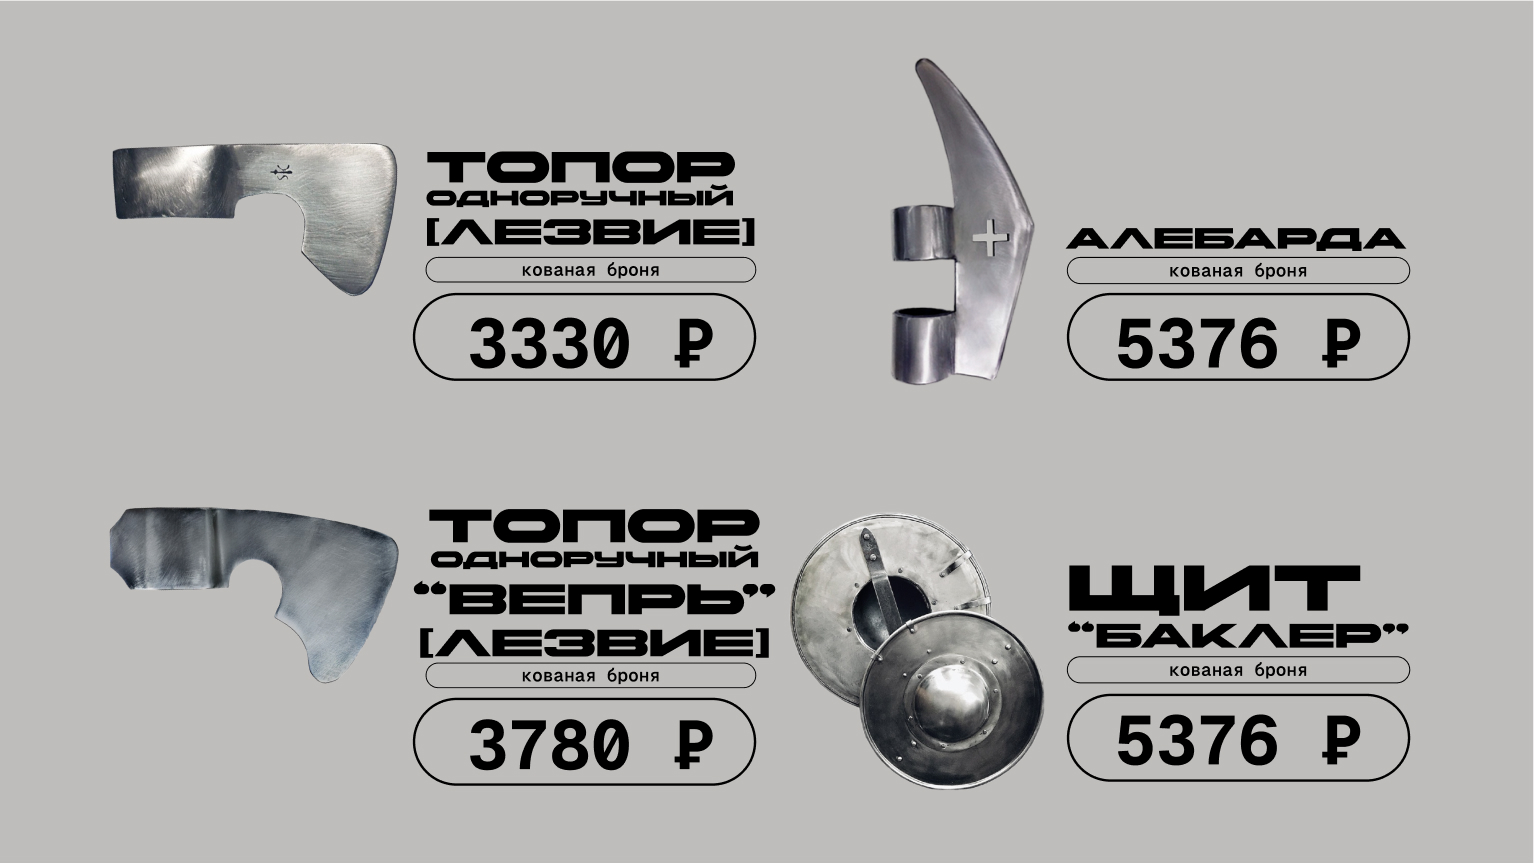 ТОПОР
ОДНОРУЧНЫЙ
[ЛЕЗВИЕ]
кованая броня
3330 ₽
АЛЕБАРДА
кованая броня
5376 ₽
ТОПОР
ОДНОРУЧНЫЙ
“ВЕПРЬ”
[ЛЕЗВИЕ]
кованая броня
3780 ₽
ЩИТ
“БАКЛЕР”
кованая броня
5376 ₽